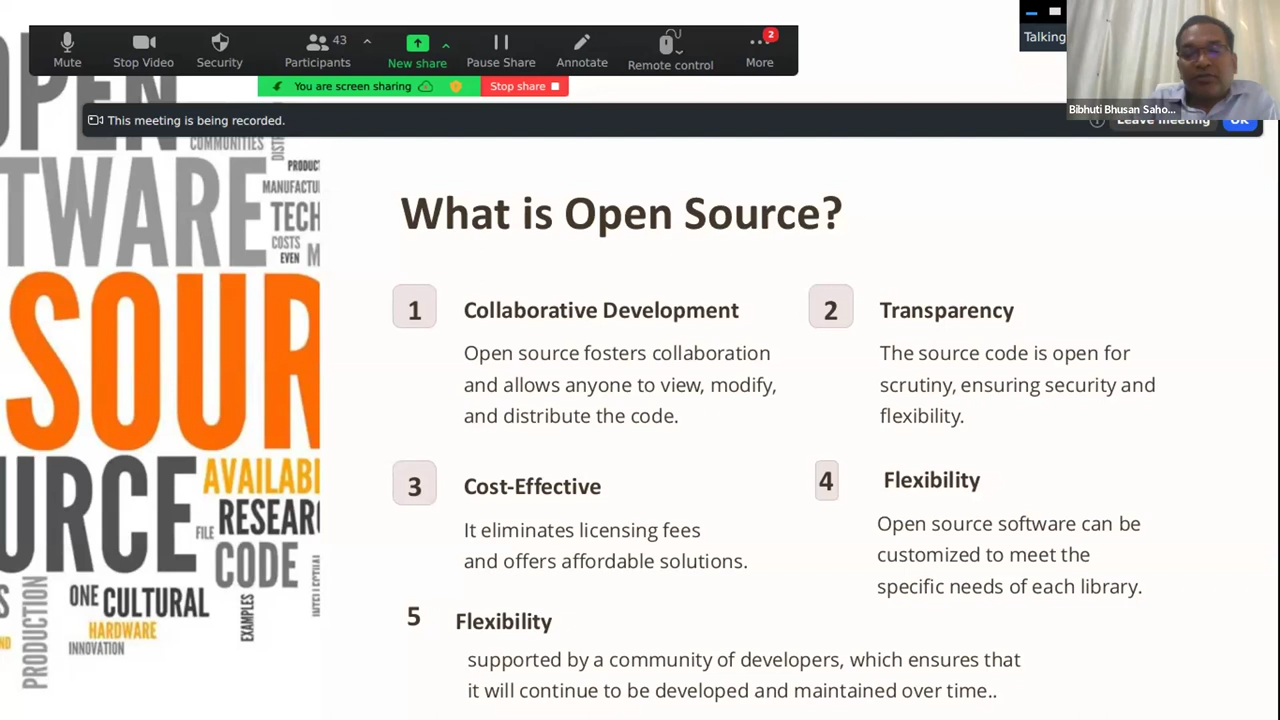 Mute
Stop Video
Security
Participants 43
New share
Pause Share
Annotate
Remote control
More 2
Talking
You are screen sharing
Stop share
Bibhuti Bhusan Saho...
This meeting is being recorded.
Leave meeting
OK
OPEN
COMMUNITIES
TWARE
MANUFACTU
TECH
COSTS
EVEN
M
SOUR
URCE
AVAILABI
FILE
RESEAR
CODE
ONE
CULTURAL
HARDWARE
INNOVATION
PRODUCTION
EXAMPLES
What is Open Source?
1
Collaborative Development
Open source fosters collaboration
and allows anyone to view, modify,
and distribute the code.
2
Transparency
The source code is open for
scrutiny, ensuring security and
flexibility.
3
Cost-Effective
It eliminates licensing fees
and offers affordable solutions.
4
Flexibility
Open source software can be
customized to meet the
specific needs of each library.
5
Flexibility
supported by a community of developers, which ensures that
it will continue to be developed and maintained over time..